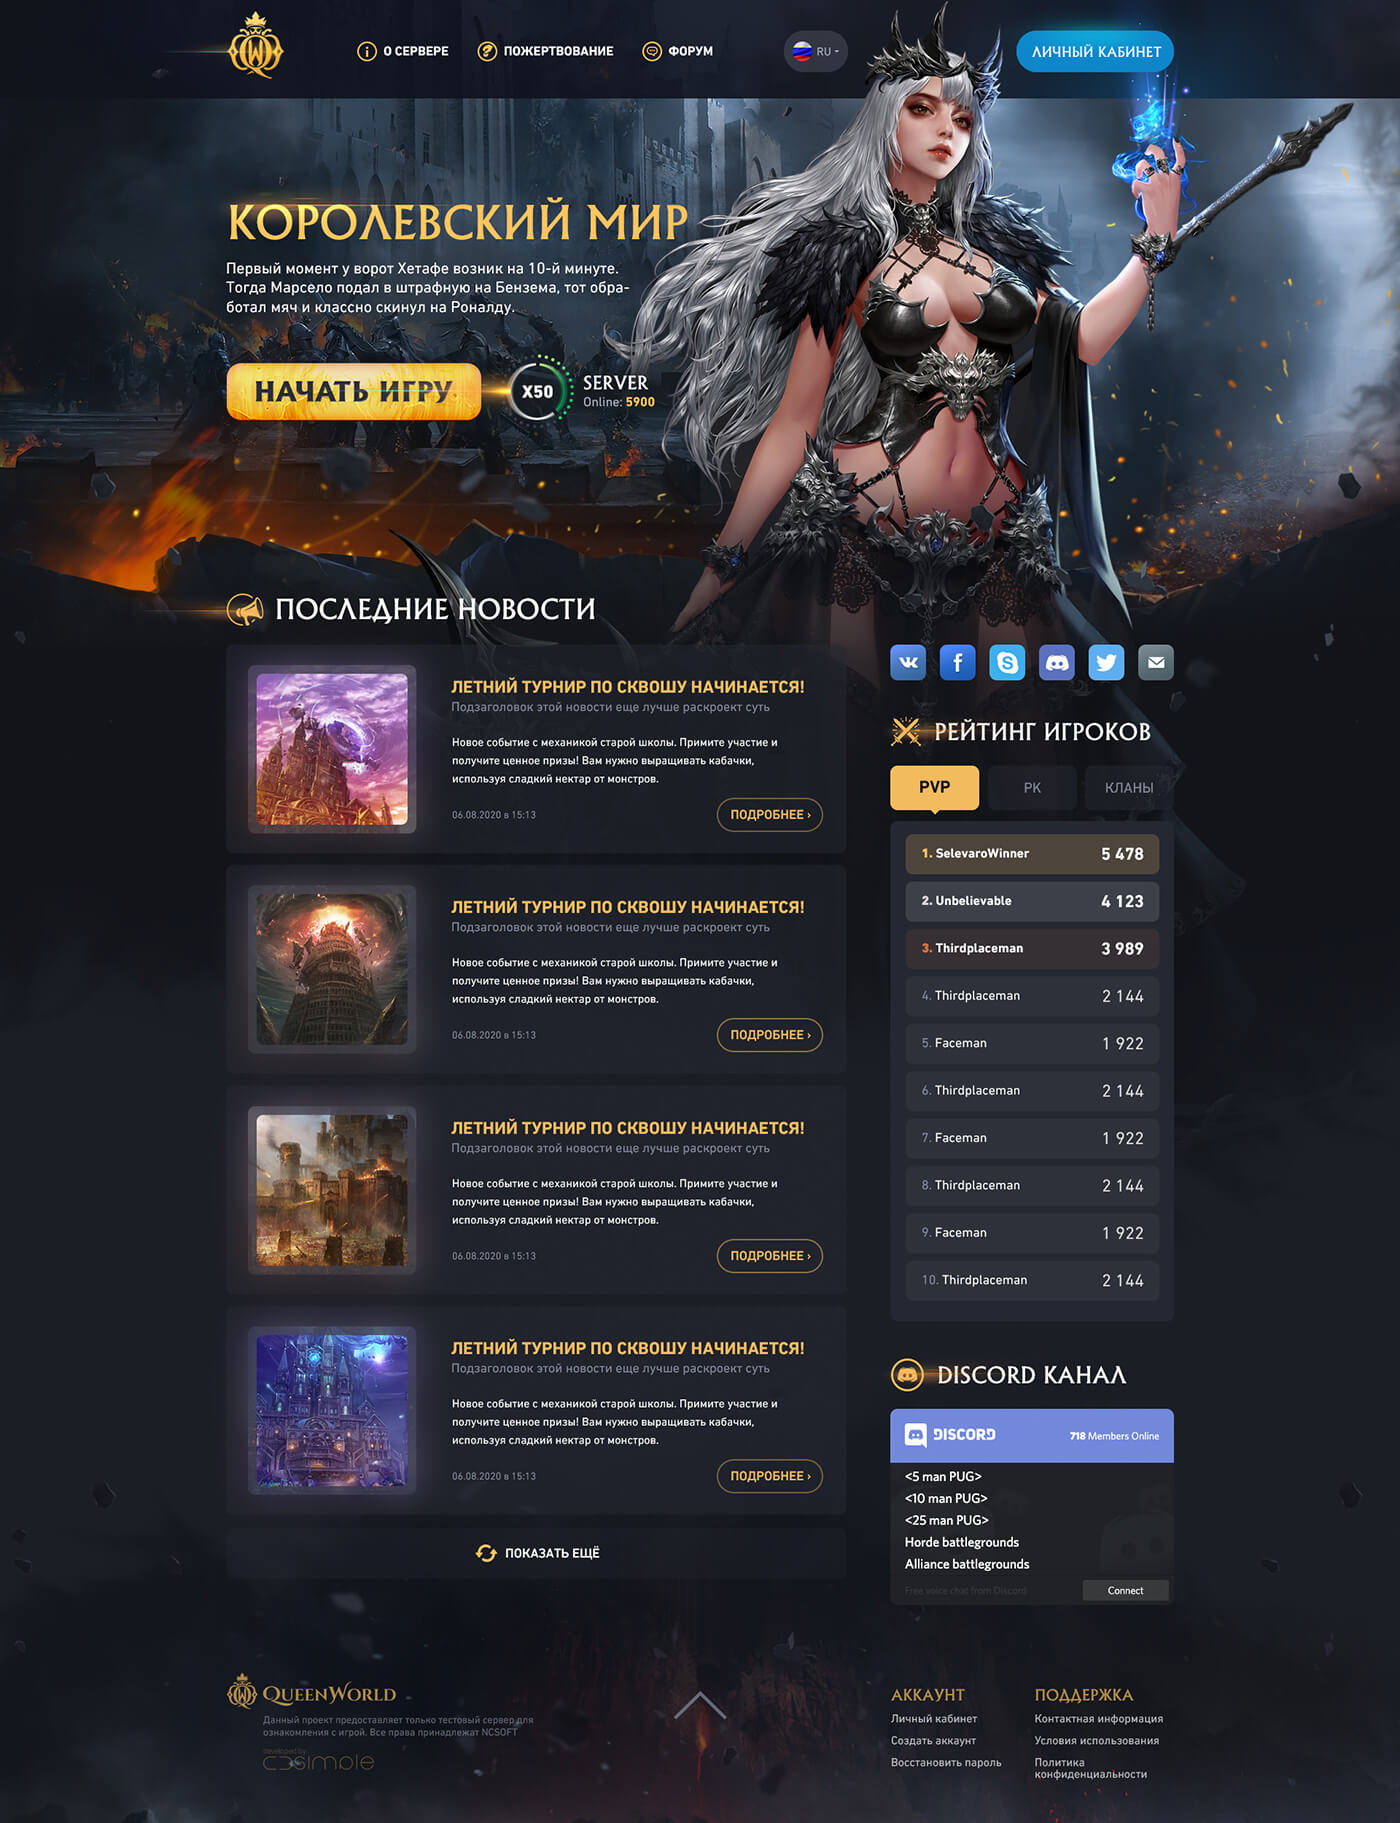 О СЕРВЕРЕ
ПОЖЕРТВОВАНИЕ
ФОРУМ
RU
ЛИЧНЫЙ КАБИНЕТ
КОРОЛЕВСКИЙ МИР
Первый момент у ворот Хетафе возник на 10-й минуте.
Тогда Марсело подал в штрафную на Бензема, тот обра-
ботал мяч и классно скинул на Роналду.
НАЧАТЬ ИГРУ
X50
SERVER
Online: 5900
ПОСЛЕДНИЕ НОВОСТИ
ЛЕТНИЙ ТУРНИР ПО СКВОШУ НАЧИНАЕТСЯ!
Подзаголовок этой новости еще лучше раскроект суть
Новое событие с механикой старой школы. Примите участие и
получите ценное призы! Вам нужно выращивать кабачки,
используя сладкий нектар от монстров.
06.08.2020 в 15:13
ПОДРОБНЕЕ ›
ЛЕТНИЙ ТУРНИР ПО СКВОШУ НАЧИНАЕТСЯ!
Подзаголовок этой новости еще лучше раскроект суть
Новое событие с механикой старой школы. Примите участие и
получите ценное призы! Вам нужно выращивать кабачки,
используя сладкий нектар от монстров.
06.08.2020 в 15:13
ПОДРОБНЕЕ ›
ЛЕТНИЙ ТУРНИР ПО СКВОШУ НАЧИНАЕТСЯ!
Подзаголовок этой новости еще лучше раскроект суть
Новое событие с механикой старой школы. Примите участие и
получите ценное призы! Вам нужно выращивать кабачки,
используя сладкий нектар от монстров.
06.08.2020 в 15:13
ПОДРОБНЕЕ ›
ЛЕТНИЙ ТУРНИР ПО СКВОШУ НАЧИНАЕТСЯ!
Подзаголовок этой новости еще лучше раскроект суть
Новое событие с механикой старой школы. Примите участие и
получите ценное призы! Вам нужно выращивать кабачки,
используя сладкий нектар от монстров.
06.08.2020 в 15:13
ПОДРОБНЕЕ ›
ПОКАЗАТЬ ЕЩЁ
РЕЙТИНГ ИГРОКОВ
PVP
PK
КЛАНЫ
1. SelevaroWinner 5 478
2. Unbelievable 4 123
3. Thirdplaceman 3 989
4. Thirdplaceman 2 144
5. Faceman 1 922
6. Thirdplaceman 2 144
7. Faceman 1 922
8. Thirdplaceman 2 144
9. Faceman 1 922
10. Thirdplaceman 2 144
DISCORD КАНАЛ
DISCORD
718 Members Online
<5 man PUG>
<10 man PUG>
<25 man PUG>
Horde battlegrounds
Alliance battlegrounds
Free voice chat from Discord
Connect
QUEENWORLD
Данный проект предоставляет только тестовый сервер для
ознакомления с игрой. Все права принадлежат NCSOFT
developed by
simple
АККАУНТ
Личный кабинет
Создать аккаунт
Восстановить пароль
ПОДДЕРЖКА
Контактная информация
Условия использования
Политика
конфиденциальности